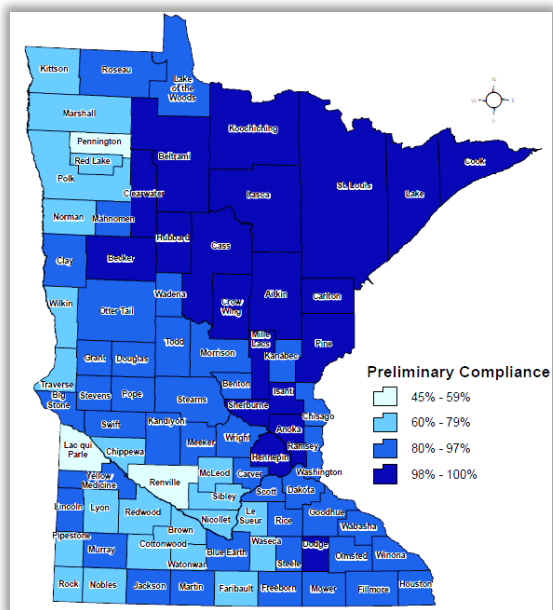 Kittson
Roseau
Lake
of the
Woods
N
W E
S
Marshall
Koochiching
Pennington
Beltrami
Cook
Red Lake
Polk
Clearwater
Itasca
St. Louis
Lake
Norman
Mahnomen
Hubbard
Cass
Clay
Becker
Aitkin
Carlton
Wadena
Crow
Wing
Wilkin
Otter Tail
Mille
Lacs
Pine
Todd
Morrison
Kanabec
Grant
Douglas
Benton
Traverse
Big
Stone
Stevens
Pope
Stearns
Sherburne
Isanti
Chisago
Swift
Kandiyohi
Anoka
Meeker
Wright
Ramsey
Lac qui
Parle
Chippewa
Hennepin
Washington
Yellow
Medicine
Renville
McLeod
Carver
Scott
Dakota
Sibley
Lincoln
Lyon
Redwood
Nicollet
Le
Sueur
Rice
Goodhue
Wabasha
Brown
Pipestone
Murray
Cottonwood
Watonwan
Blue Earth
Waseca
Steele
Dodge
Olmsted
Winona
Rock
Nobles
Jackson
Martin
Faribault
Freeborn
Mower
Fillmore
Houston
Preliminary Compliance
45% - 59%
60% - 79%
80% - 97%
98% - 100%